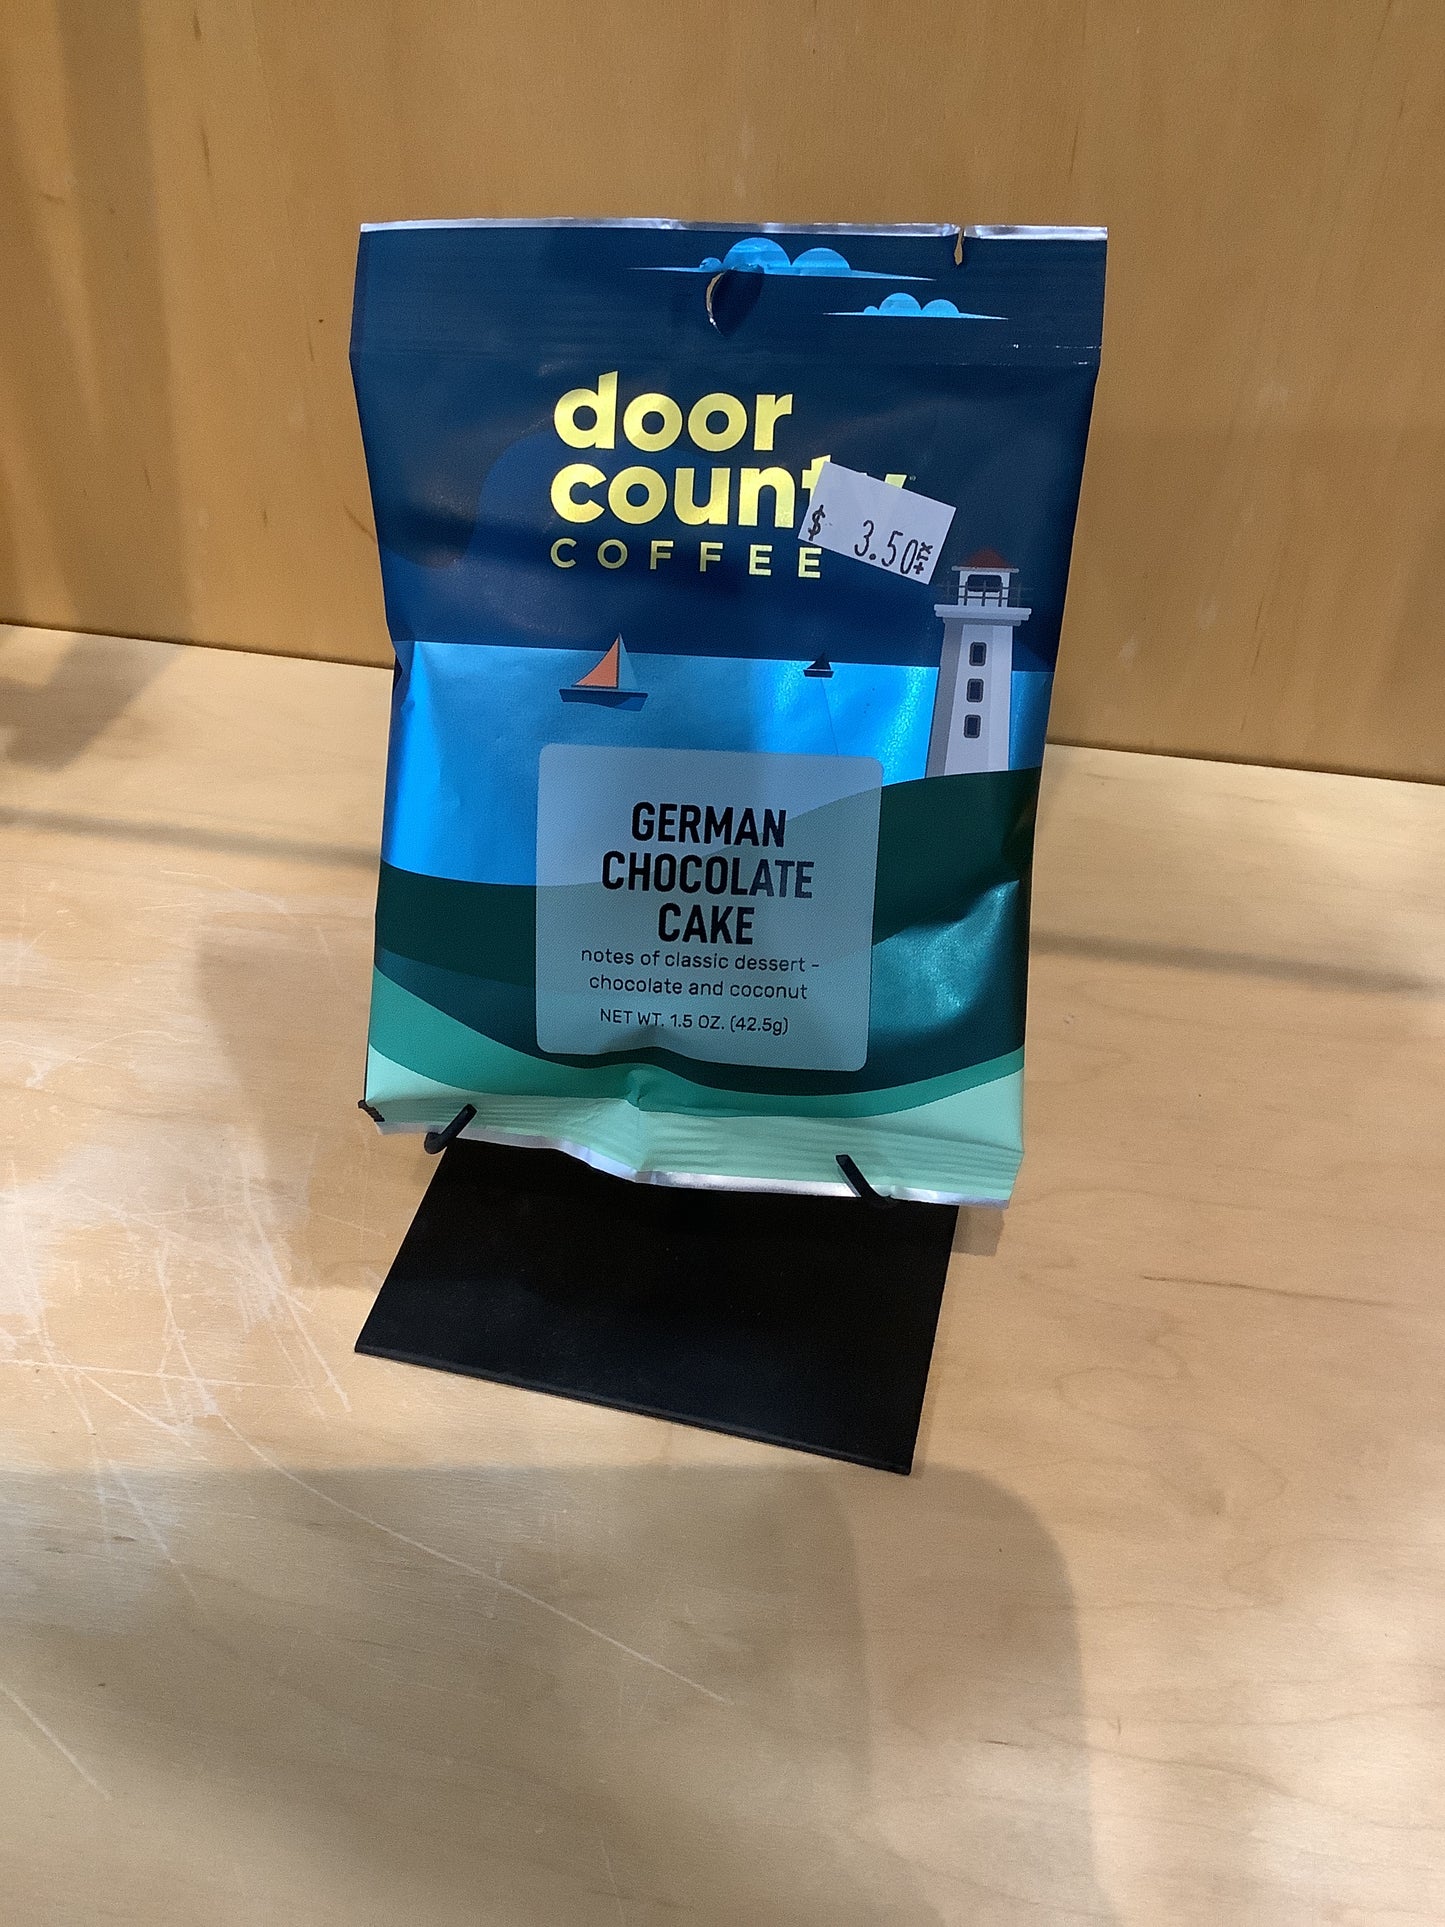 door
county
COFFEE
$ 3.50
GERMAN
CHOCOLATE
CAKE
notes of classic dessert -
chocolate and coconut
NET WT. 1.5 OZ. (42.5g)